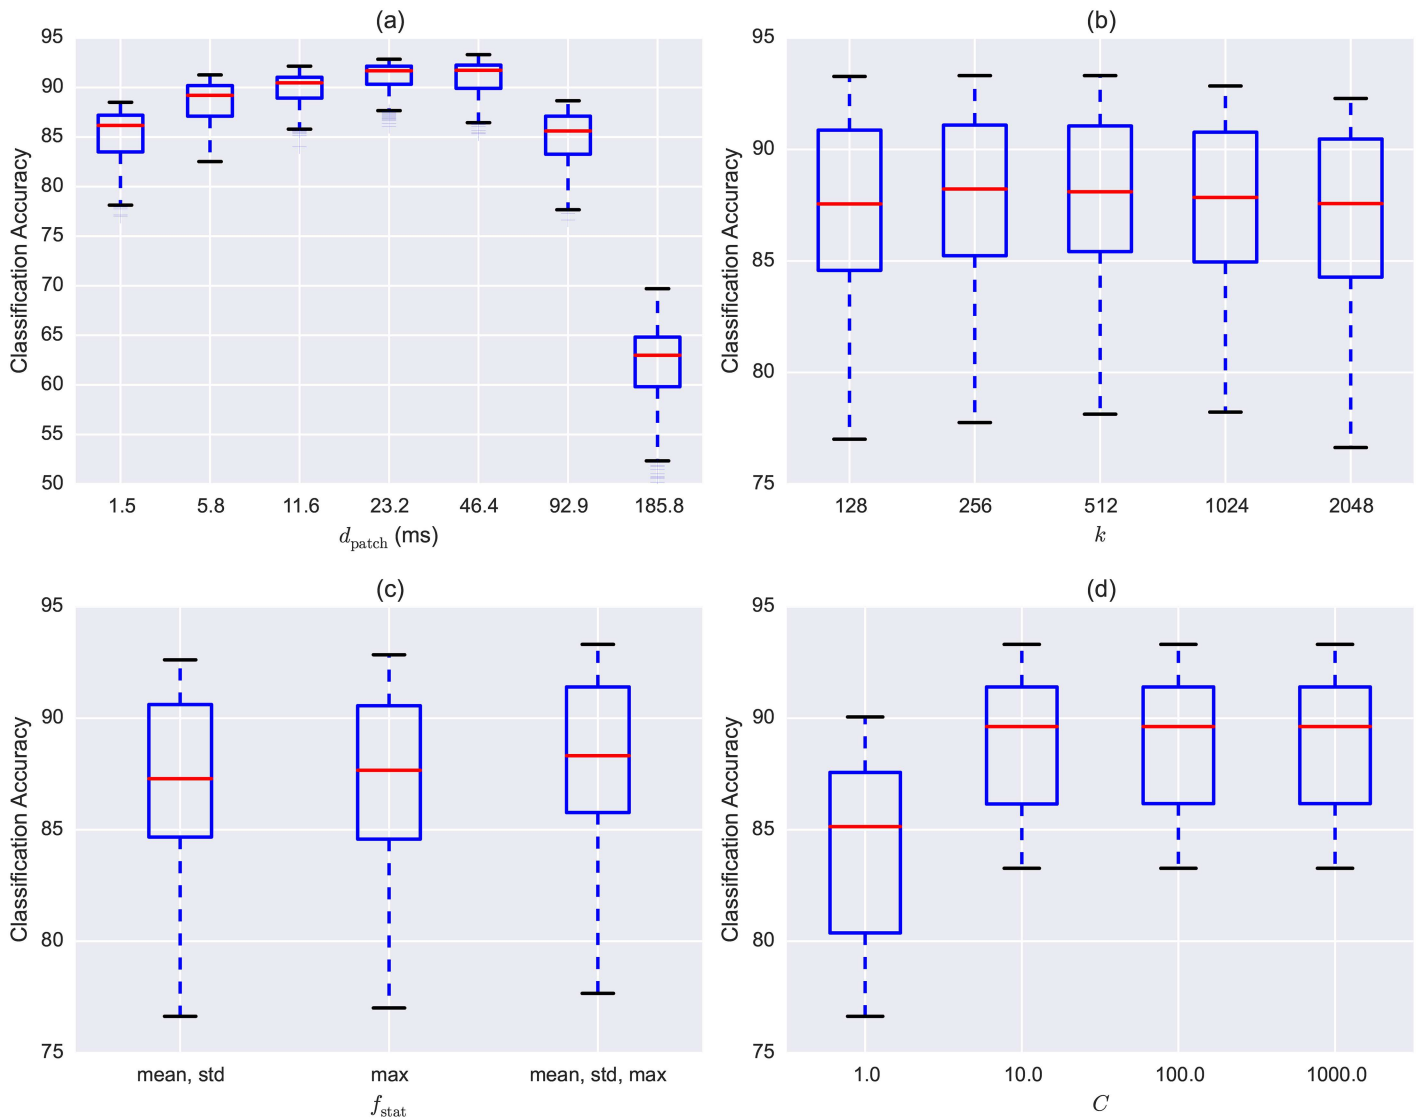 (a)
95
90
85
80
75
70
65
60
55
50
Classification Accuracy
1.5 5.8 11.6 23.2 46.4 92.9 185.8
d_patch (ms)
(b)
95
90
85
80
75
Classification Accuracy
128 256 512 1024 2048
k
(c)
95
90
85
80
75
Classification Accuracy
mean, std max mean, std, max
f_stat
(d)
95
90
85
80
75
Classification Accuracy
1.0 10.0 100.0 1000.0
C